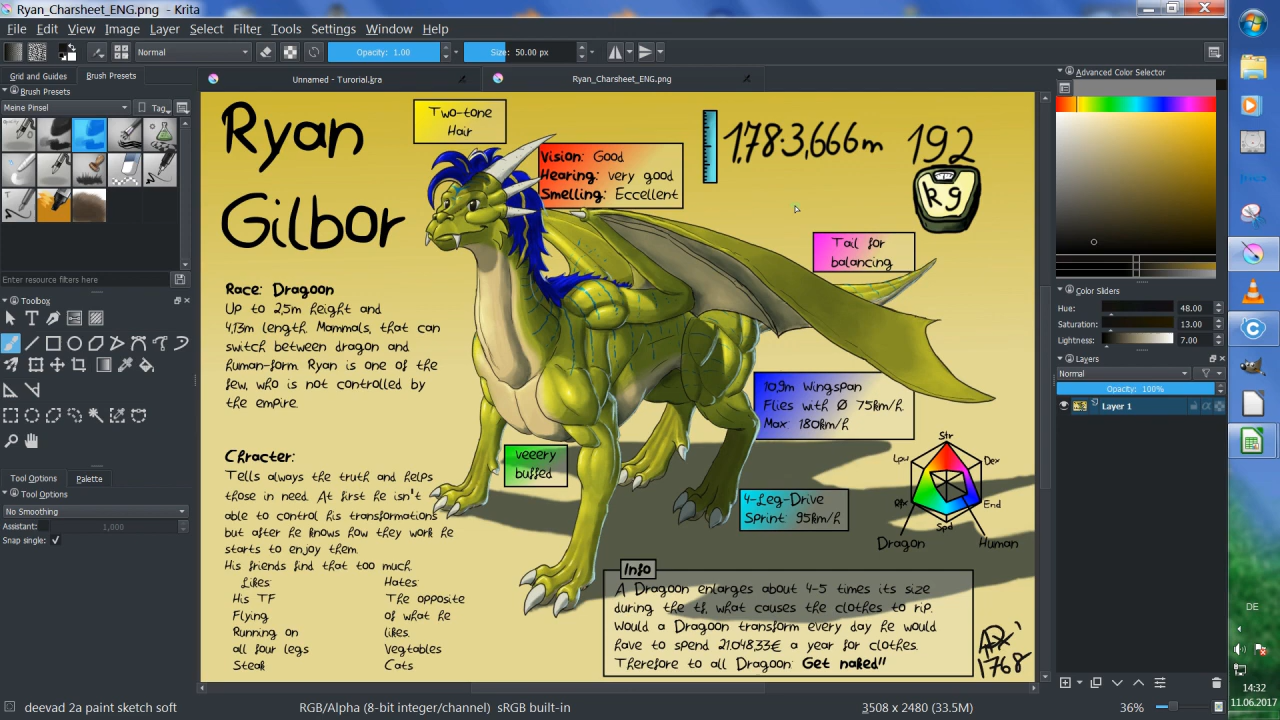 Ryan_Charsheet_ENG.png - Krita
File Edit View Image Layer Select Filter Tools Settings Window Help
Normal
Opacity: 1.00
Size: 50.00 px
Grid and Guides
Brush Presets
Unnamed - Turorial.kra
Ryan_Charsheet_ENG.png
Brush Presets
Meine Pinsel
Tag
Enter resource filters here
Toolbox
Tool Options
Palette
Tool Options
No Smoothing
Assistant:
1,000
Snap single:
Ryan
Gilbor
Two-tone
Hair
Vision: Good
Hearing: very good
Smelling: Eccellent
1,78:3,666m
192
kg
Tail for
balancing
Race: Dragoon
Up to 2,5m height and
4,13m length. Mammals, that can
switch between dragon and
human-form. Ryan is one of the
few, who is not controlled by
the empire.
Chracter:
Tells always the truth and helps
those in need. At first he isn't
able to control his transformations
but after he knows how they work he
starts to enjoy them.
His friends find that too much.
Likes
His TF
Flying
Running on
all four legs
Steak
Hates
The opposite
of what he
likes.
Vegtables
Cats
10,9m Wingspan
Flies with Ø 75km/h
Max: 180km/h
veeery
buffed
4-Leg-Drive
Sprint: 95km/h
Str
Dex
End
Spd
Rfx
Lpw
Dragon
Human
Info
A Dragoon enlarges about 4-5 times its size
during the tf, what causes the clothes to rip.
Would a Dragoon transform every day he would
have to spend 21.048,33€ a year for clothes.
Therefore to all Dragoon: Get naked!!
1768
Advanced Color Selector
Color Sliders
Hue: 48.00
Saturation: 13.00
Lightness: 7.00
Layers
Normal
Opacity: 100%
Layer 1
DE
14:32
11.06.2017
deevad 2a paint sketch soft
RGB/Alpha (8-bit integer/channel) sRGB built-in
3508 x 2480 (33.5M)
36%